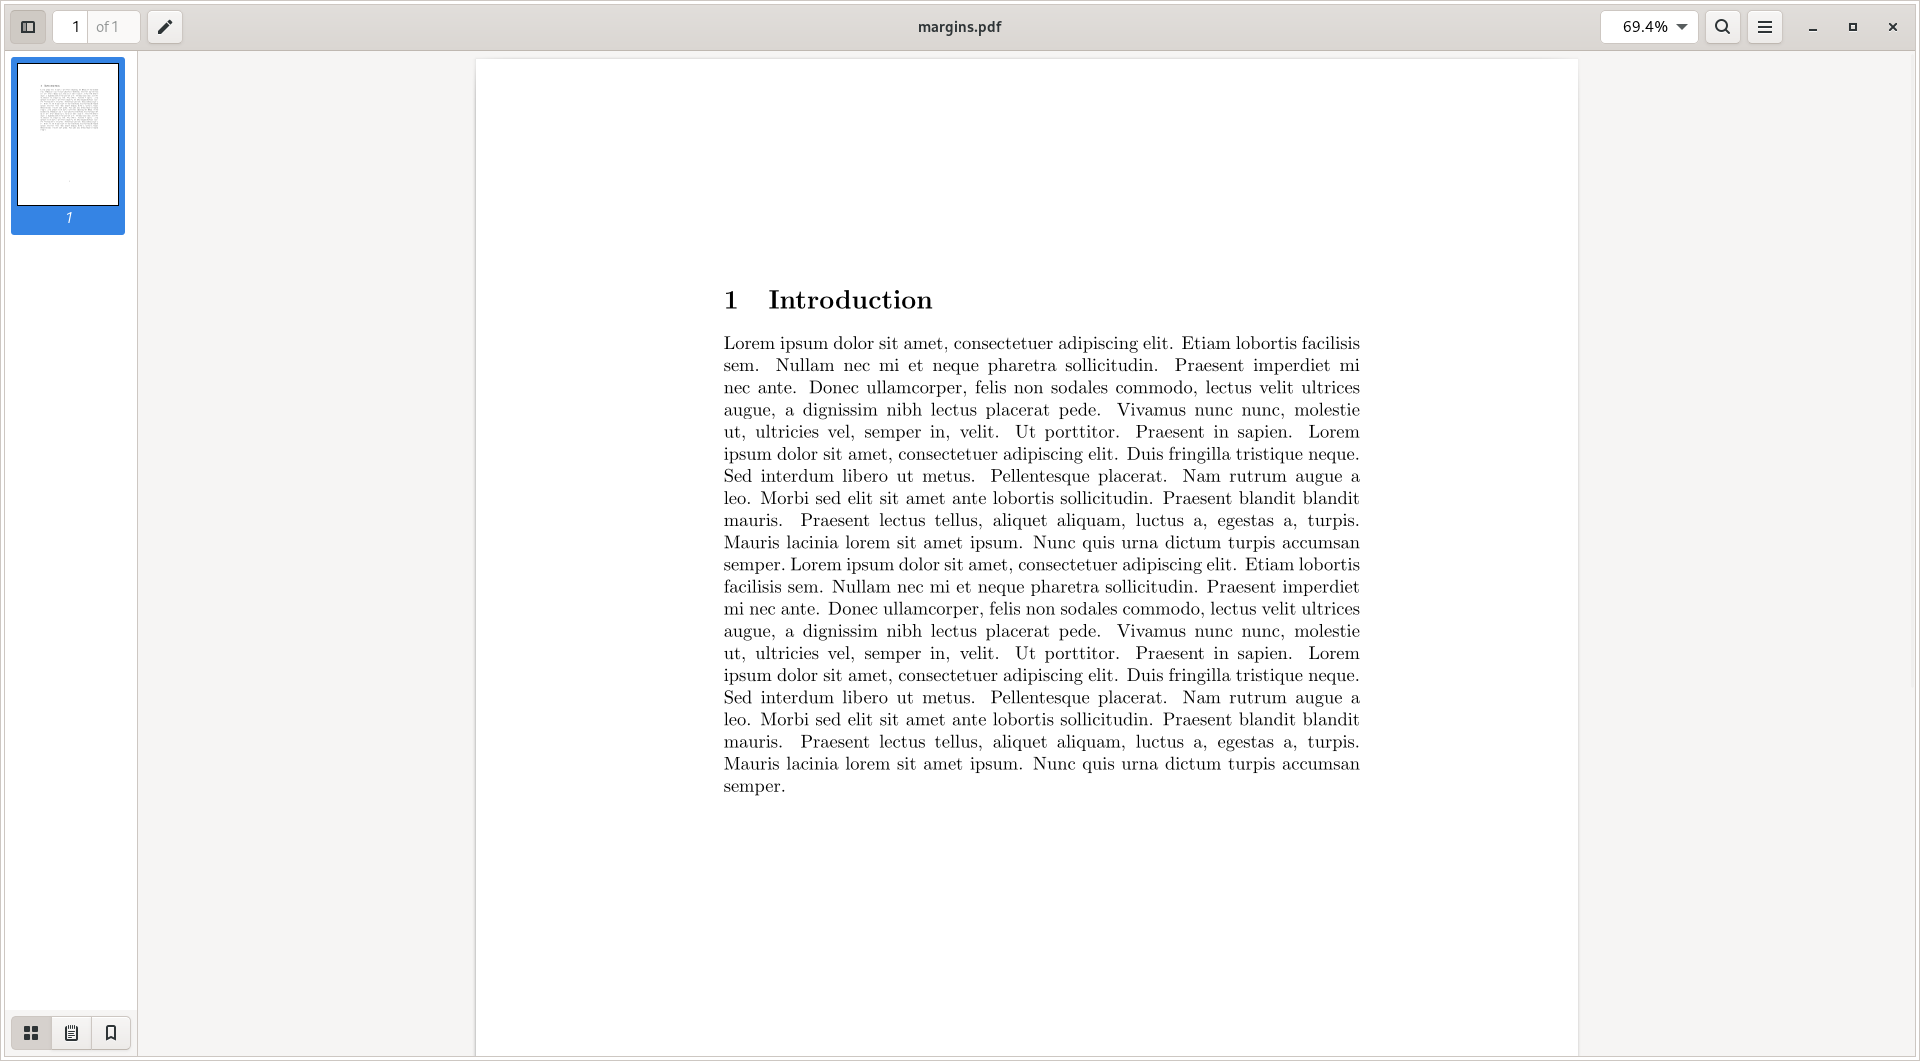 1 of 1
margins.pdf
69.4%
1
1 Introduction
Lorem ipsum dolor sit amet, consectetuer adipiscing elit. Etiam lobortis facilisis
sem. Nullam nec mi et neque pharetra sollicitudin. Praesent imperdiet mi
nec ante. Donec ullamcorper, felis non sodales commodo, lectus velit ultrices
augue, a dignissim nibh lectus placerat pede. Vivamus nunc nunc, molestie
ut, ultricies vel, semper in, velit. Ut porttitor. Praesent in sapien. Lorem
ipsum dolor sit amet, consectetuer adipiscing elit. Duis fringilla tristique neque.
Sed interdum libero ut metus. Pellentesque placerat. Nam rutrum augue a
leo. Morbi sed elit sit amet ante lobortis sollicitudin. Praesent blandit blandit
mauris. Praesent lectus tellus, aliquet aliquam, luctus a, egestas a, turpis.
Mauris lacinia lorem sit amet ipsum. Nunc quis urna dictum turpis accumsan
semper. Lorem ipsum dolor sit amet, consectetuer adipiscing elit. Etiam lobortis
facilisis sem. Nullam nec mi et neque pharetra sollicitudin. Praesent imperdiet
mi nec ante. Donec ullamcorper, felis non sodales commodo, lectus velit ultrices
augue, a dignissim nibh lectus placerat pede. Vivamus nunc nunc, molestie
ut, ultricies vel, semper in, velit. Ut porttitor. Praesent in sapien. Lorem
ipsum dolor sit amet, consectetuer adipiscing elit. Duis fringilla tristique neque.
Sed interdum libero ut metus. Pellentesque placerat. Nam rutrum augue a
leo. Morbi sed elit sit amet ante lobortis sollicitudin. Praesent blandit blandit
mauris. Praesent lectus tellus, aliquet aliquam, luctus a, egestas a, turpis.
Mauris lacinia lorem sit amet ipsum. Nunc quis urna dictum turpis accumsan
semper.